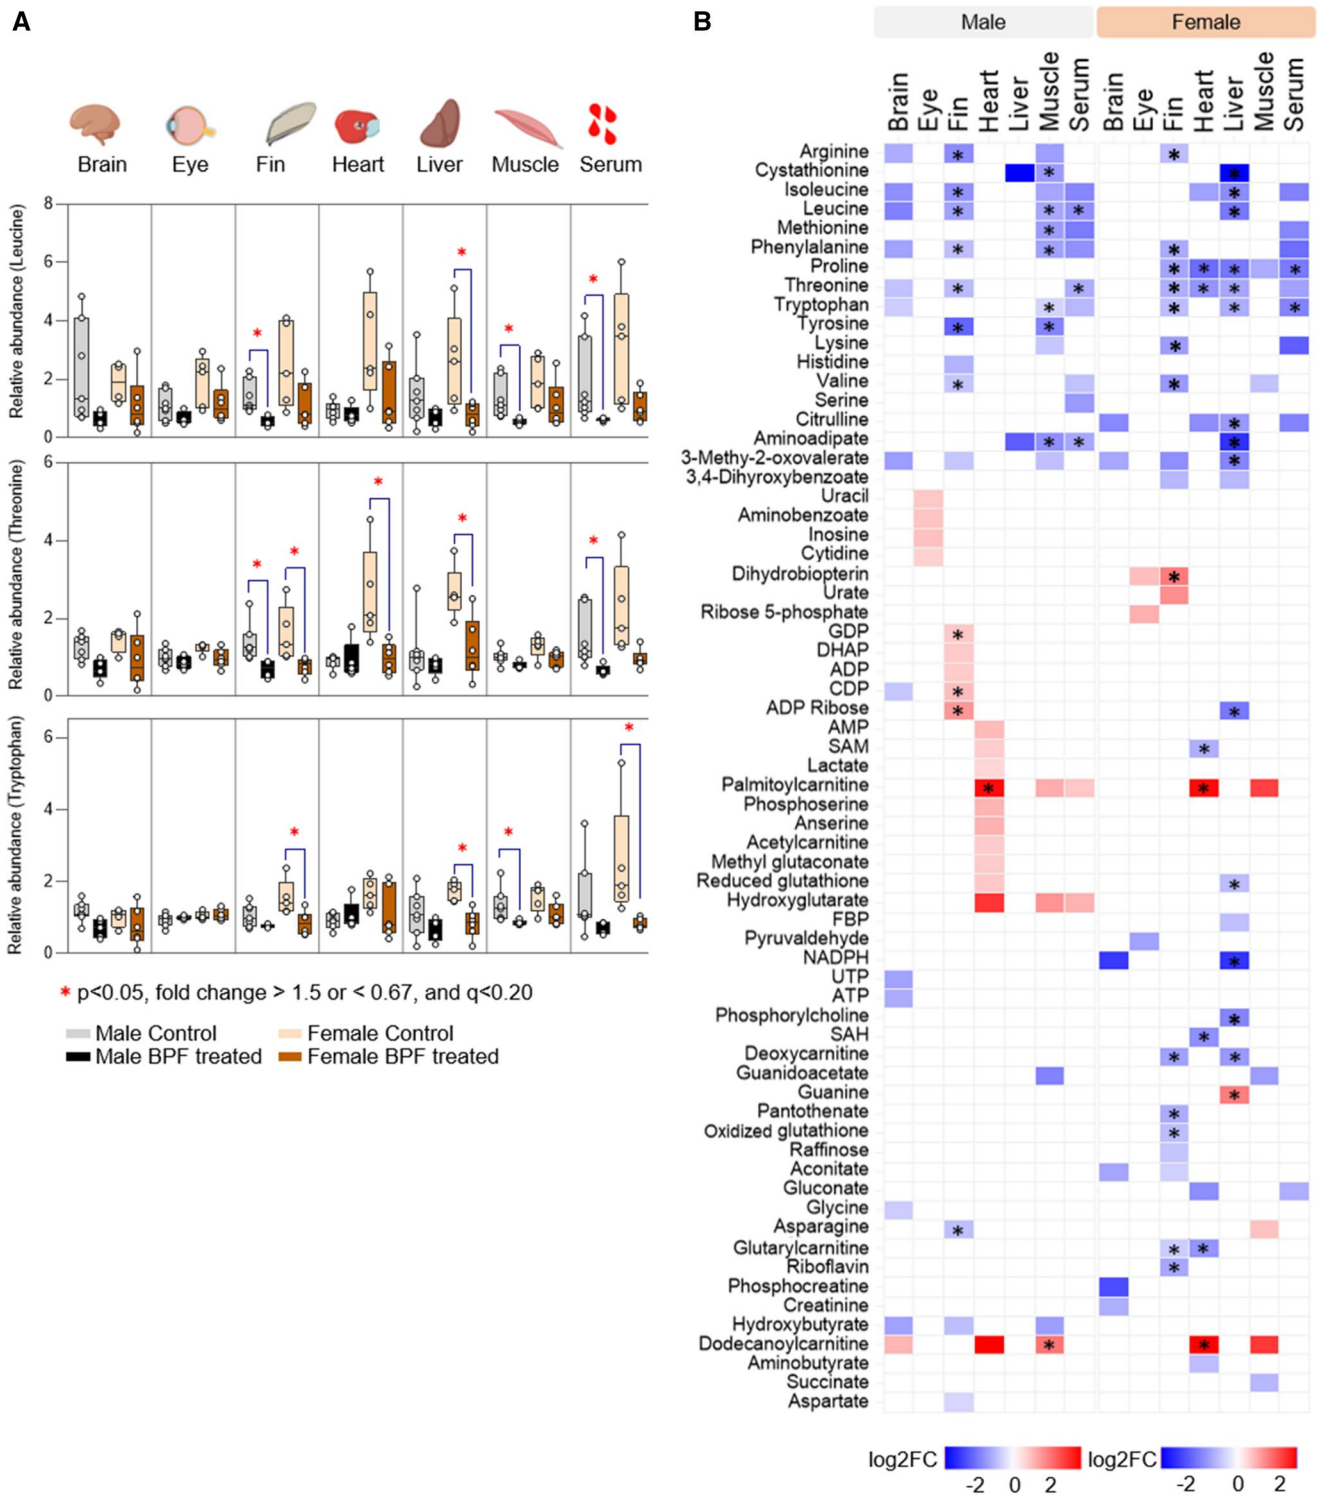 A
Brain Eye Fin Heart Liver Muscle Serum
Relative abundance (Leucine)
8
6
4
2
0
* * * *
Relative abundance (Threonine)
6
4
2
0
* * * * *
Relative abundance (Tryptophan)
6
4
2
0
* * * *
* p<0.05, fold change > 1.5 or < 0.67, and q<0.20
Male Control Female Control
Male BPF treated Female BPF treated
B
Male Female
Brain Eye Fin Heart Liver Muscle Serum Brain Eye Fin Heart Liver Muscle Serum
Arginine * *
Cystathionine * *
Isoleucine * *
Leucine * * * *
Methionine *
Phenylalanine * * *
Proline * * * *
Threonine * * * * *
Tryptophan * * * *
Tyrosine * *
Lysine *
Histidine
Valine * *
Serine
Citrulline *
Aminoadipate * * *
3-Methy-2-oxovalerate *
3,4-Dihyroxybenzoate
Uracil
Aminobenzoate
Inosine
Cytidine
Dihydrobiopterin *
Urate
Ribose 5-phosphate
GDP *
DHAP
ADP
CDP *
ADP Ribose * *
AMP
SAM *
Lactate
Palmitoylcarnitine * *
Phosphoserine
Anserine
Acetylcarnitine
Methyl glutaconate
Reduced glutathione *
Hydroxyglutarate
FBP
Pyruvaldehyde
NADPH *
UTP
ATP
Phosphorylcholine *
SAH *
Deoxycarnitine * *
Guanidoacetate
Guanine *
Pantothenate *
Oxidized glutathione *
Raffinose
Aconitate
Gluconate
Glycine
Asparagine *
Glutarylcarnitine * *
Riboflavin *
Phosphocreatine
Creatinine
Hydroxybutyrate
Dodecanoylcarnitine * *
Aminobutyrate
Succinate
Aspartate
log2FC log2FC
-2 0 2 -2 0 2